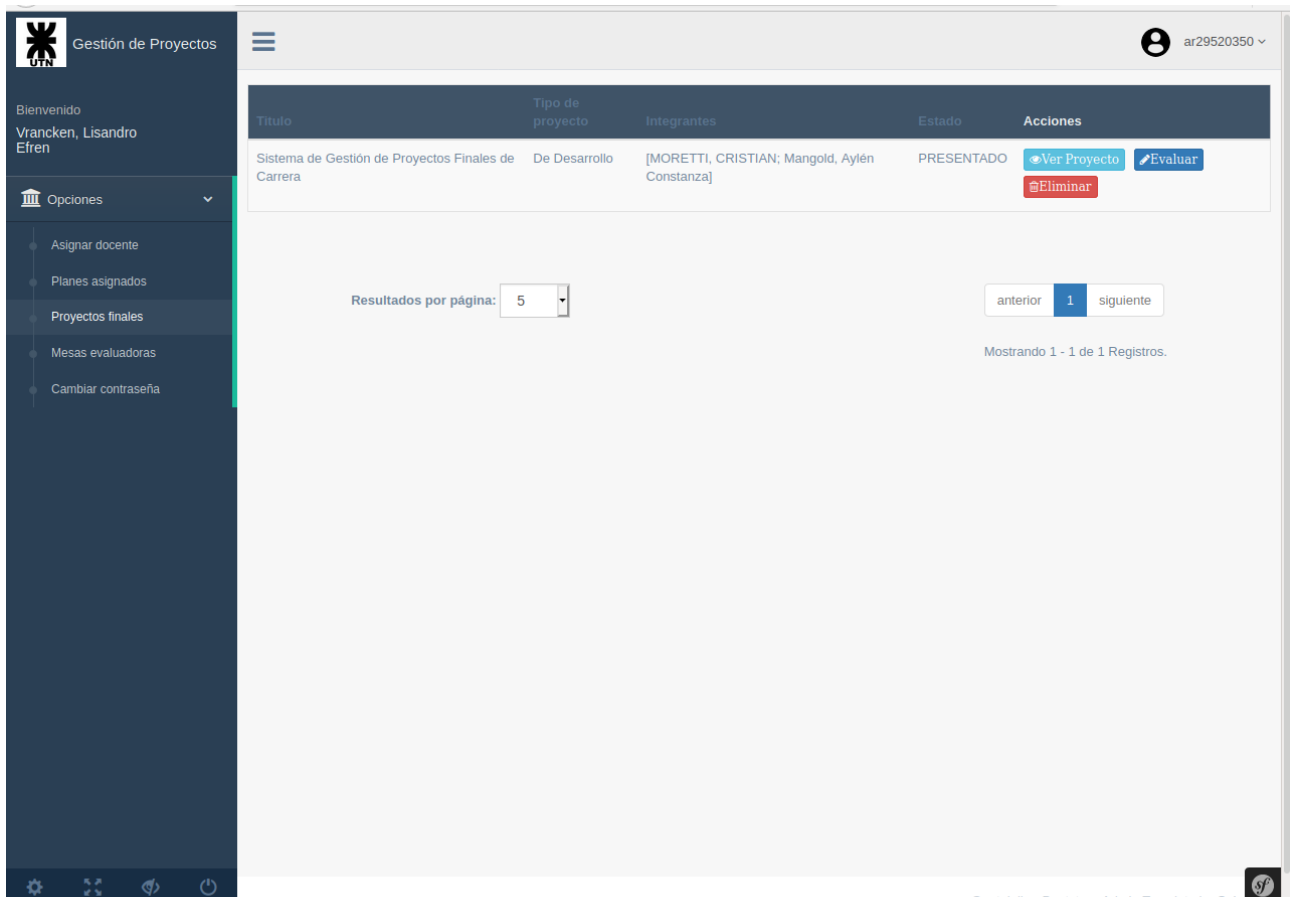 UTN
Gestión de Proyectos
ar29520350
Bienvenido
Vrancken, Lisandro
Efren
Opciones
Asignar docente
Planes asignados
Proyectos finales
Mesas evaluadoras
Cambiar contraseña
Titulo
Tipo de
proyecto
Integrantes
Estado
Acciones
Sistema de Gestión de Proyectos Finales de
Carrera
De Desarrollo
[MORETTI, CRISTIAN; Mangold, Aylén
Constanza]
PRESENTADO
Ver Proyecto
Evaluar
Eliminar
Resultados por página: 5
anterior 1 siguiente
Mostrando 1 - 1 de 1 Registros.
sf